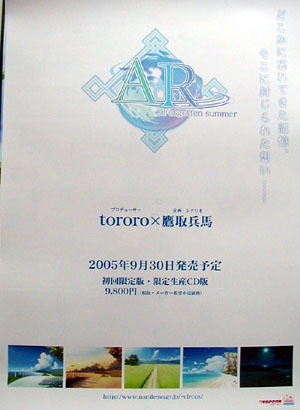 どこかに忘れてきた記憶、
今ここに封じられた想い
AR
forgotten summer
プロデューサー 企画・シナリオ
tororo×鷹取兵馬
2005年9月30日発売予定
初回限定版・限定生産CD版
9,800円